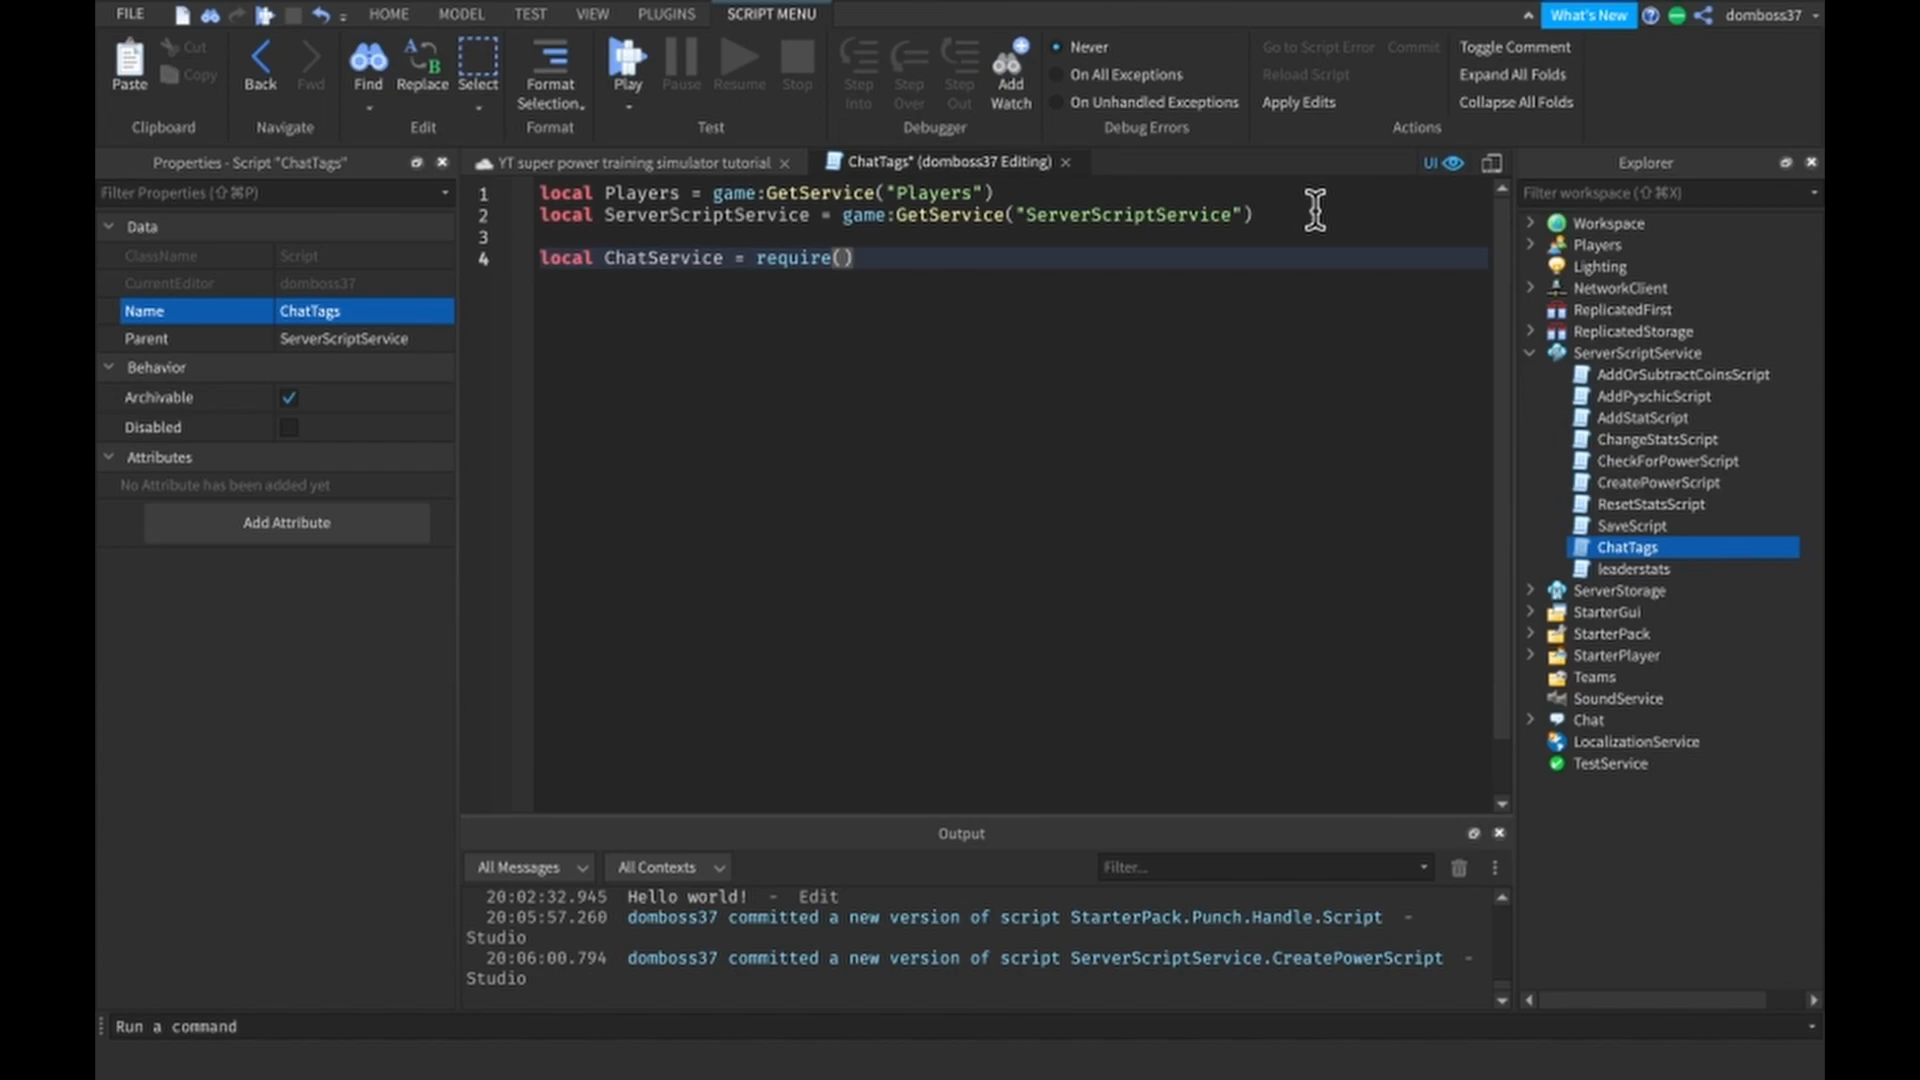 FILE HOME MODEL TEST VIEW PLUGINS SCRIPT MENU What's New domboss37
Paste Cut Copy Back Fwd Find Replace Select Format Selection Play Pause Resume Stop Step Into Step Over Step Out Add Watch
Never
On All Exceptions
On Unhandled Exceptions
Go to Script Error Commit
Reload Script
Apply Edits
Toggle Comment
Expand All Folds
Collapse All Folds
Clipboard Navigate Edit Format Test Debugger Debug Errors Actions
Properties - Script "ChatTags"
Filter Properties (⇧⌘P)
Data
ClassName Script
CurrentEditor domboss37
Name ChatTags
Parent ServerScriptService
Behavior
Archivable
Disabled
Attributes
No Attribute has been added yet
Add Attribute
YT super power training simulator tutorial ChatTags* (domboss37 Editing) UI
1 local Players = game:GetService("Players")
2 local ServerScriptService = game:GetService("ServerScriptService")
3
4 local ChatService = require()
Output
All Messages All Contexts Filter...
20:02:32.945 Hello world! - Edit
20:05:57.260 domboss37 committed a new version of script StarterPack.Punch.Handle.Script -
Studio
20:06:00.794 domboss37 committed a new version of script ServerScriptService.CreatePowerScript -
Studio
Explorer
Filter workspace (⇧⌘X)
Workspace
Players
Lighting
NetworkClient
ReplicatedFirst
ReplicatedStorage
ServerScriptService
AddOrSubtractCoinsScript
AddPyschicScript
AddStatScript
ChangeStatsScript
CheckForPowerScript
CreatePowerScript
ResetStatsScript
SaveScript
ChatTags
leaderstats
ServerStorage
StarterGui
StarterPack
StarterPlayer
Teams
SoundService
Chat
LocalizationService
TestService
Run a command